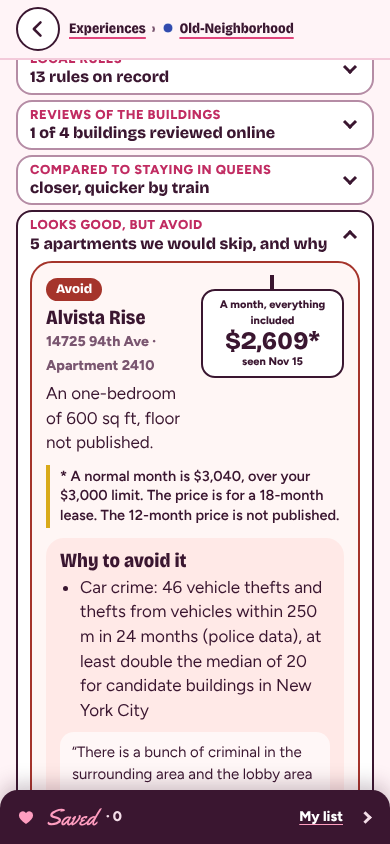 Experiences › Old-Neighborhood
LOCAL RULES
13 rules on record
REVIEWS OF THE BUILDINGS
1 of 4 buildings reviewed online
COMPARED TO STAYING IN QUEENS
closer, quicker by train
LOOKS GOOD, BUT AVOID
5 apartments we would skip, and why
Avoid
Alvista Rise
14725 94th Ave ·
Apartment 2410
An one-bedroom
of 600 sq ft, floor
not published.
A month, everything
included
$2,609*
seen Nov 15
* A normal month is $3,040, over your
$3,000 limit. The price is for a 18-month
lease. The 12-month price is not published.
Why to avoid it
• Car crime: 46 vehicle thefts and
thefts from vehicles within 250
m in 24 months (police data), at
least double the median of 20
for candidate buildings in New
York City
“There is a bunch of criminal in the
surrounding area and the lobby area
Saved · 0
My list